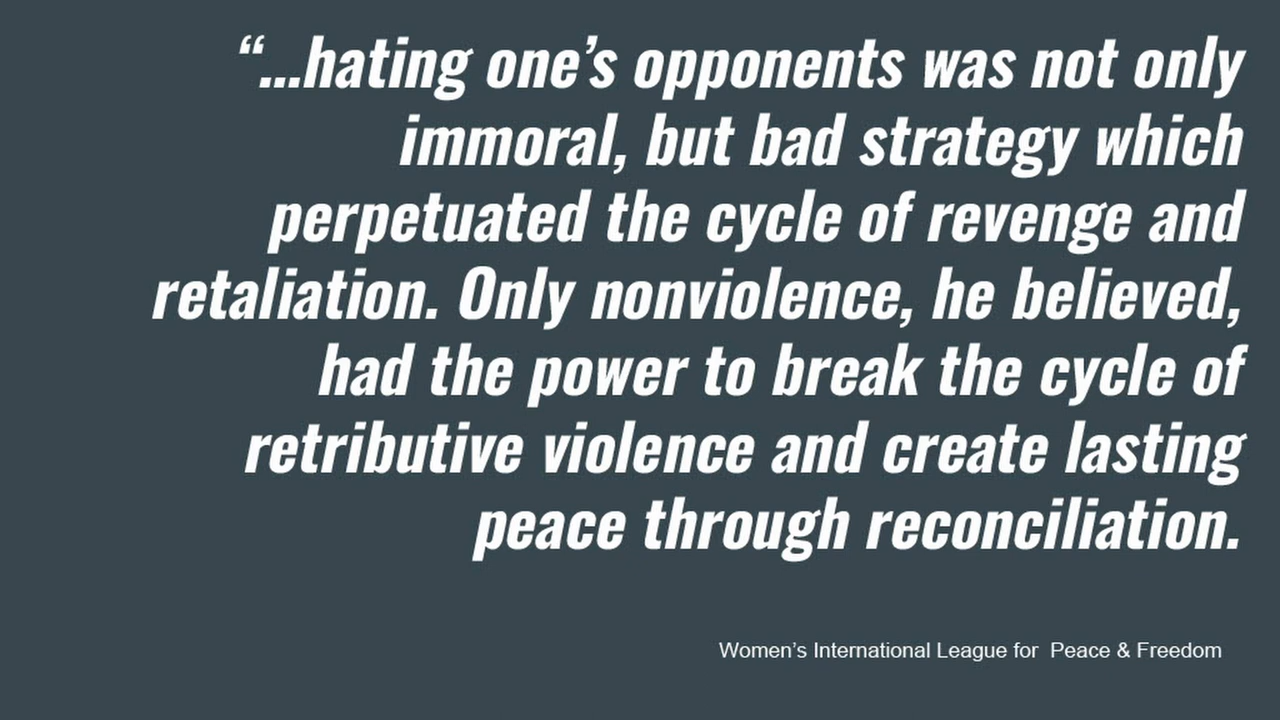 “...hating one’s opponents was not only
immoral, but bad strategy which
perpetuated the cycle of revenge and
retaliation. Only nonviolence, he believed,
had the power to break the cycle of
retributive violence and create lasting
peace through reconciliation.
Women’s International League for  Peace & Freedom